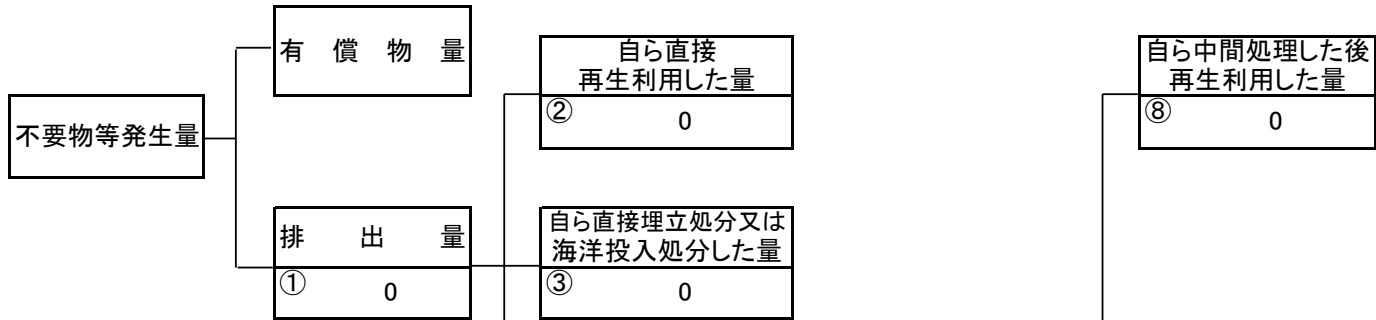 有 償 物 量
自ら直接
再生利用した量
② 0
自ら中間処理した後
再生利用した量
⑧ 0
不要物等発生量
排 出 量
① 0
自ら直接埋立処分又は
海洋投入処分した量
③ 0